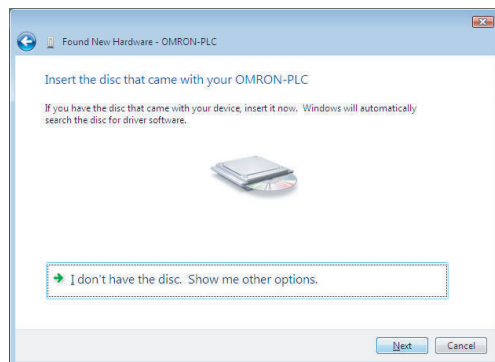 Found New Hardware - OMRON-PLC
Insert the disc that came with your OMRON-PLC
If you have the disc that came with your device, insert it now. Windows will automatically
search the disc for driver software.
I don't have the disc. Show me other options.
Next Cancel